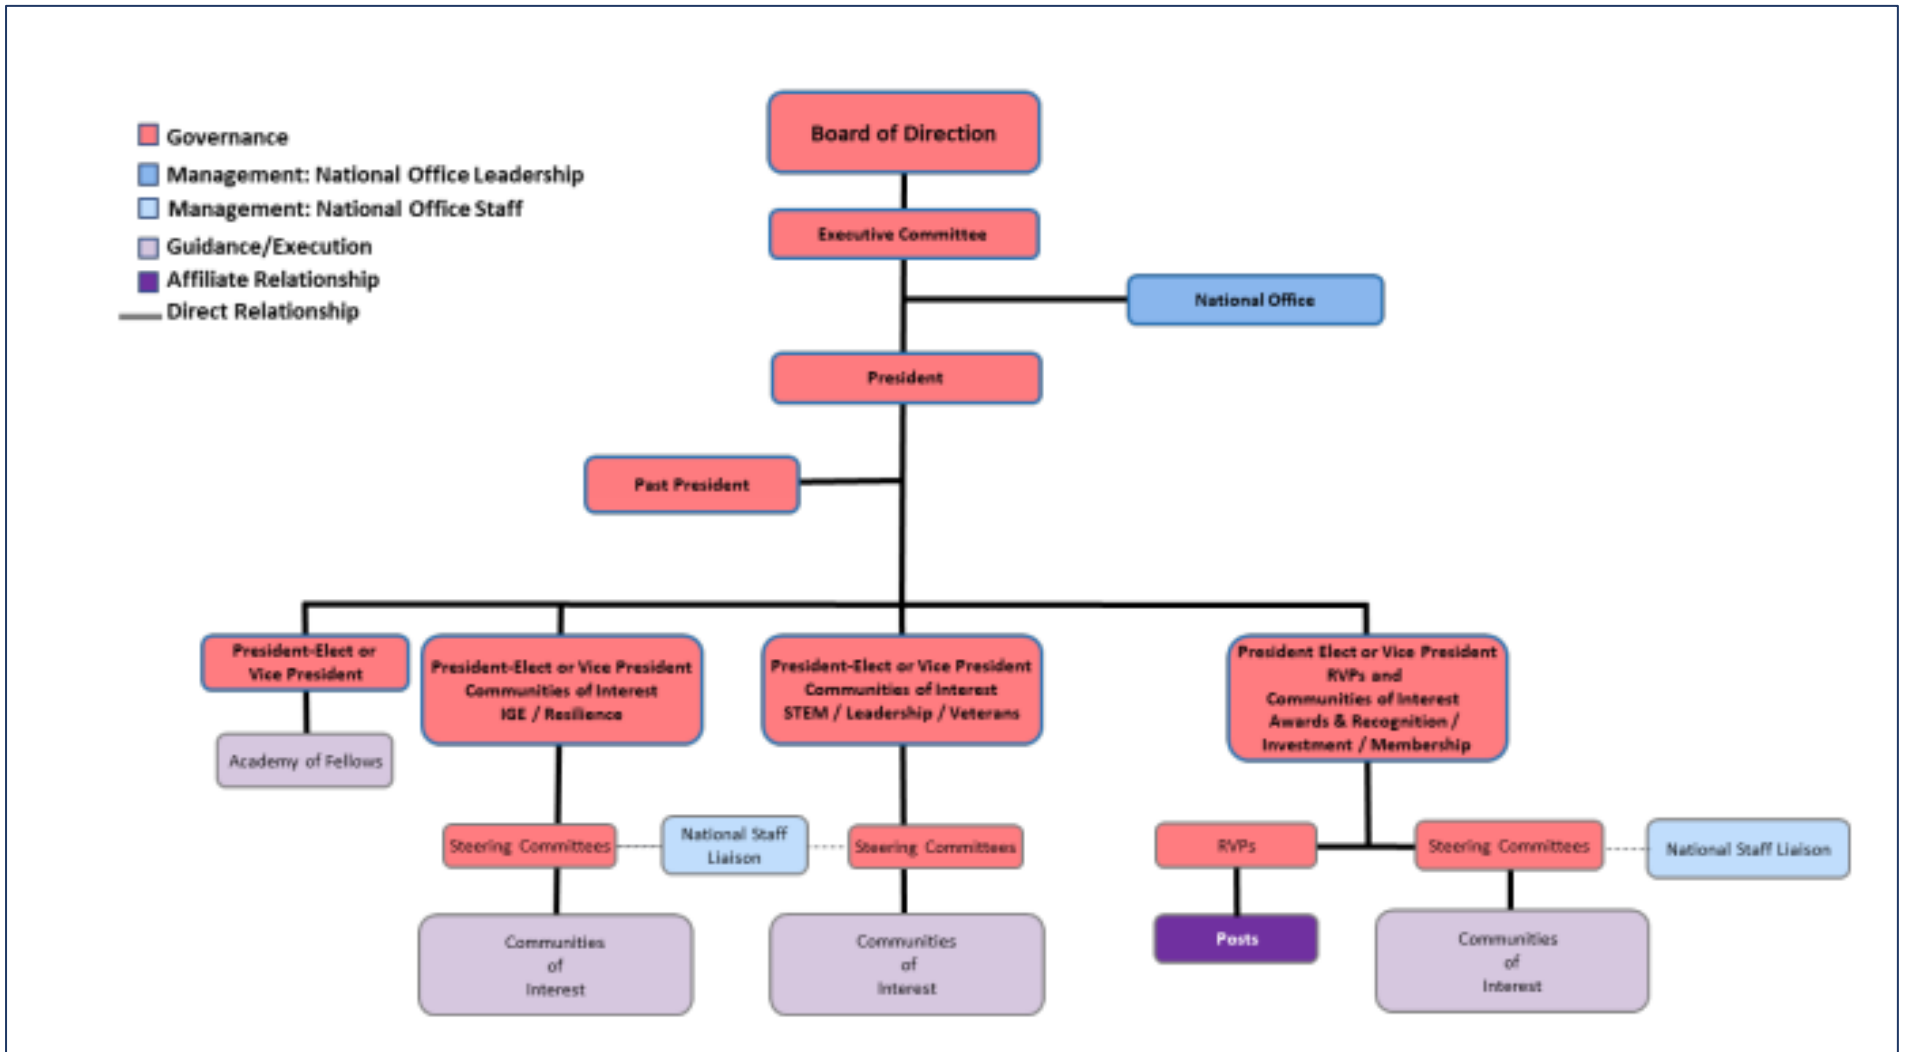 Board of Direction
Governance
Management: National Office Leadership
Management: National Office Staff
Guidance/Execution
Affiliate Relationship
Direct Relationship
Executive Committee
National Office
President
Past President
President-Elect or
Vice President
President-Elect or Vice President
Communities of Interest
IGE / Resilience
President-Elect or Vice President
Communities of Interest
STEM / Leadership / Veterans
President Elect or Vice President
RVPs and
Communities of Interest
Awards & Recognition /
Investment / Membership
Academy of Fellows
Steering Committees
National Staff
Liaison
Steering Committees
RVPs
Steering Committees
National Staff Liaison
Communities
of
Interest
Communities
of
Interest
Posts
Communities
of
Interest